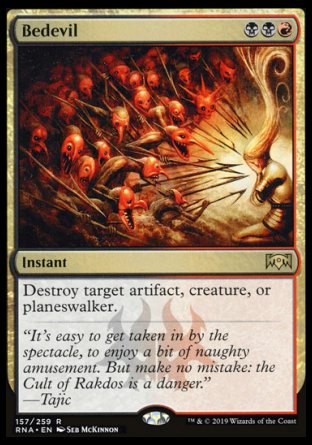 Bedevil
Instant
Destroy target artifact, creature, or
planeswalker.
“It’s easy to get taken in by the
spectacle, to enjoy a bit of naughty
amusement. But make no mistake: the
Cult of Rakdos is a danger.”
—Tajic
157/259 R
RNA • EN Seb McKinnon
™ & © 2019 Wizards of the Coast